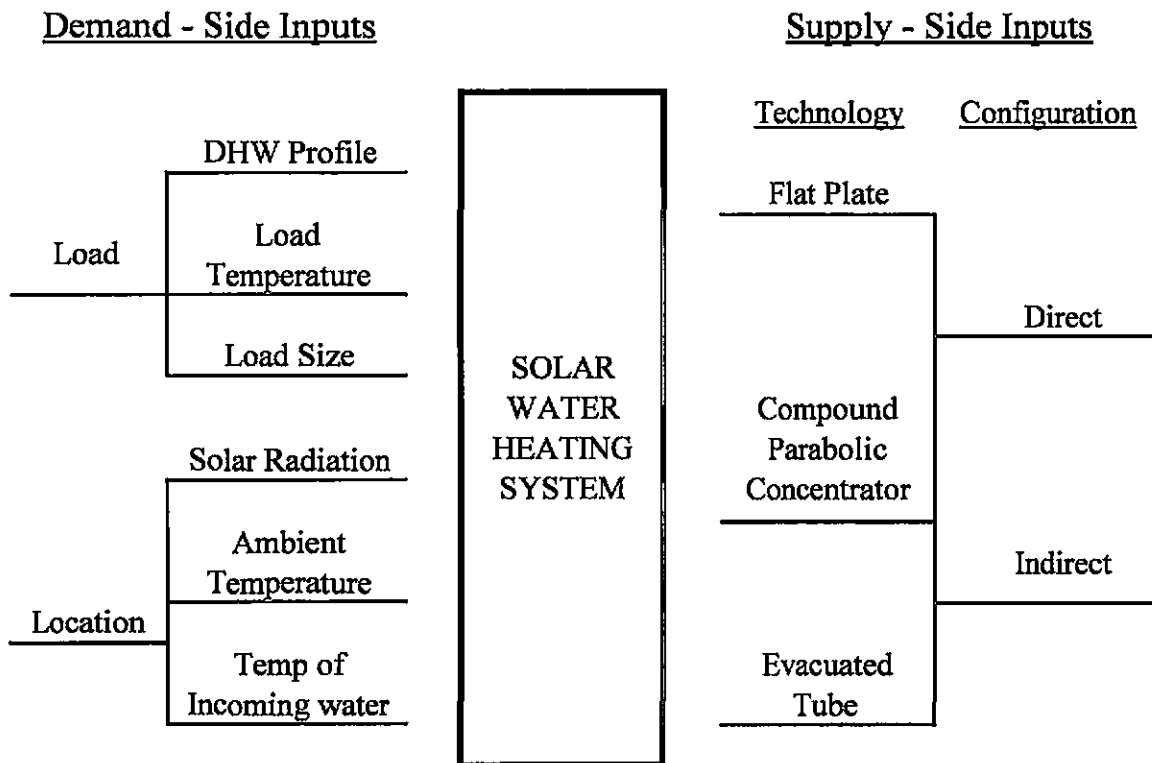 Demand - Side Inputs
DHW Profile
Load
Load
Temperature
Load Size
Solar Radiation
Ambient
Temperature
Location
Temp of
Incoming water
SOLAR
WATER
HEATING
SYSTEM
Supply - Side Inputs
Technology
Configuration
Flat Plate
Direct
Compound
Parabolic
Concentrator
Indirect
Evacuated
Tube